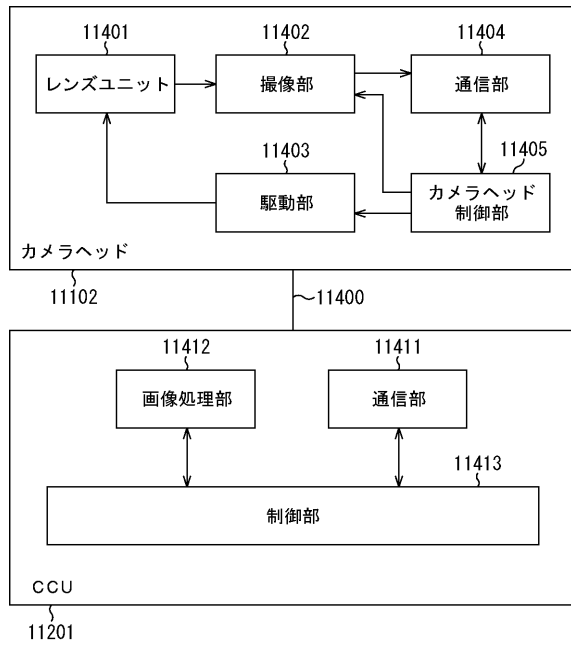 11401
11402
11404
レンズユニット
撮像部
通信部
11403
11405
駆動部
カメラヘッド
制御部
カメラヘッド
11102
11400
11412
11411
画像処理部
通信部
11413
制御部
CCU
11201